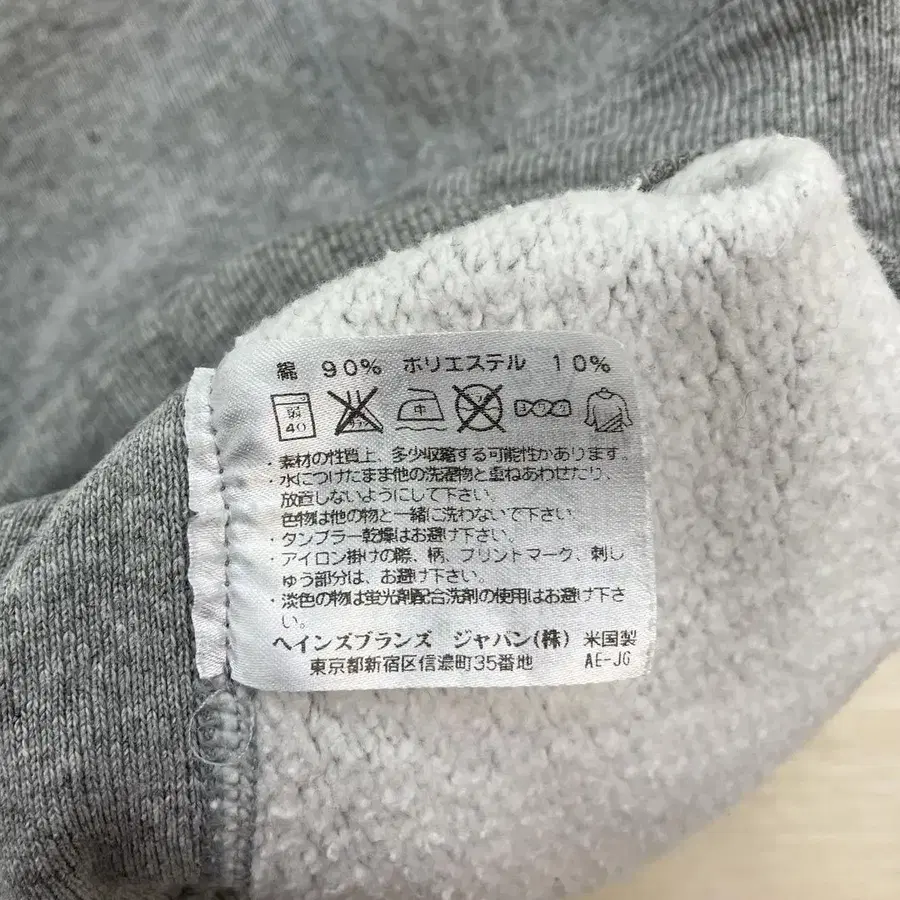 綿 90% ポリエステル 10%
弱 40 中
・素材の性質上、多少収縮する可能性があります。
・水につけたまま他の洗濯物と重ねあわせたり、
放置しないようにして下さい。
色物は他の物と一緒に洗わないで下さい
・タンブラー乾燥はお避け下さい。
・アイロン掛けの際、柄、プリントマーク、刺し
ゅう部分は、お避け下さい。
・淡色の物は蛍光剤配合洗剤の使用はお避け下さ
い。
ヘインズブランズ ジャパン(株) 米国製
東京都新宿区信濃町35番地 AE-JG